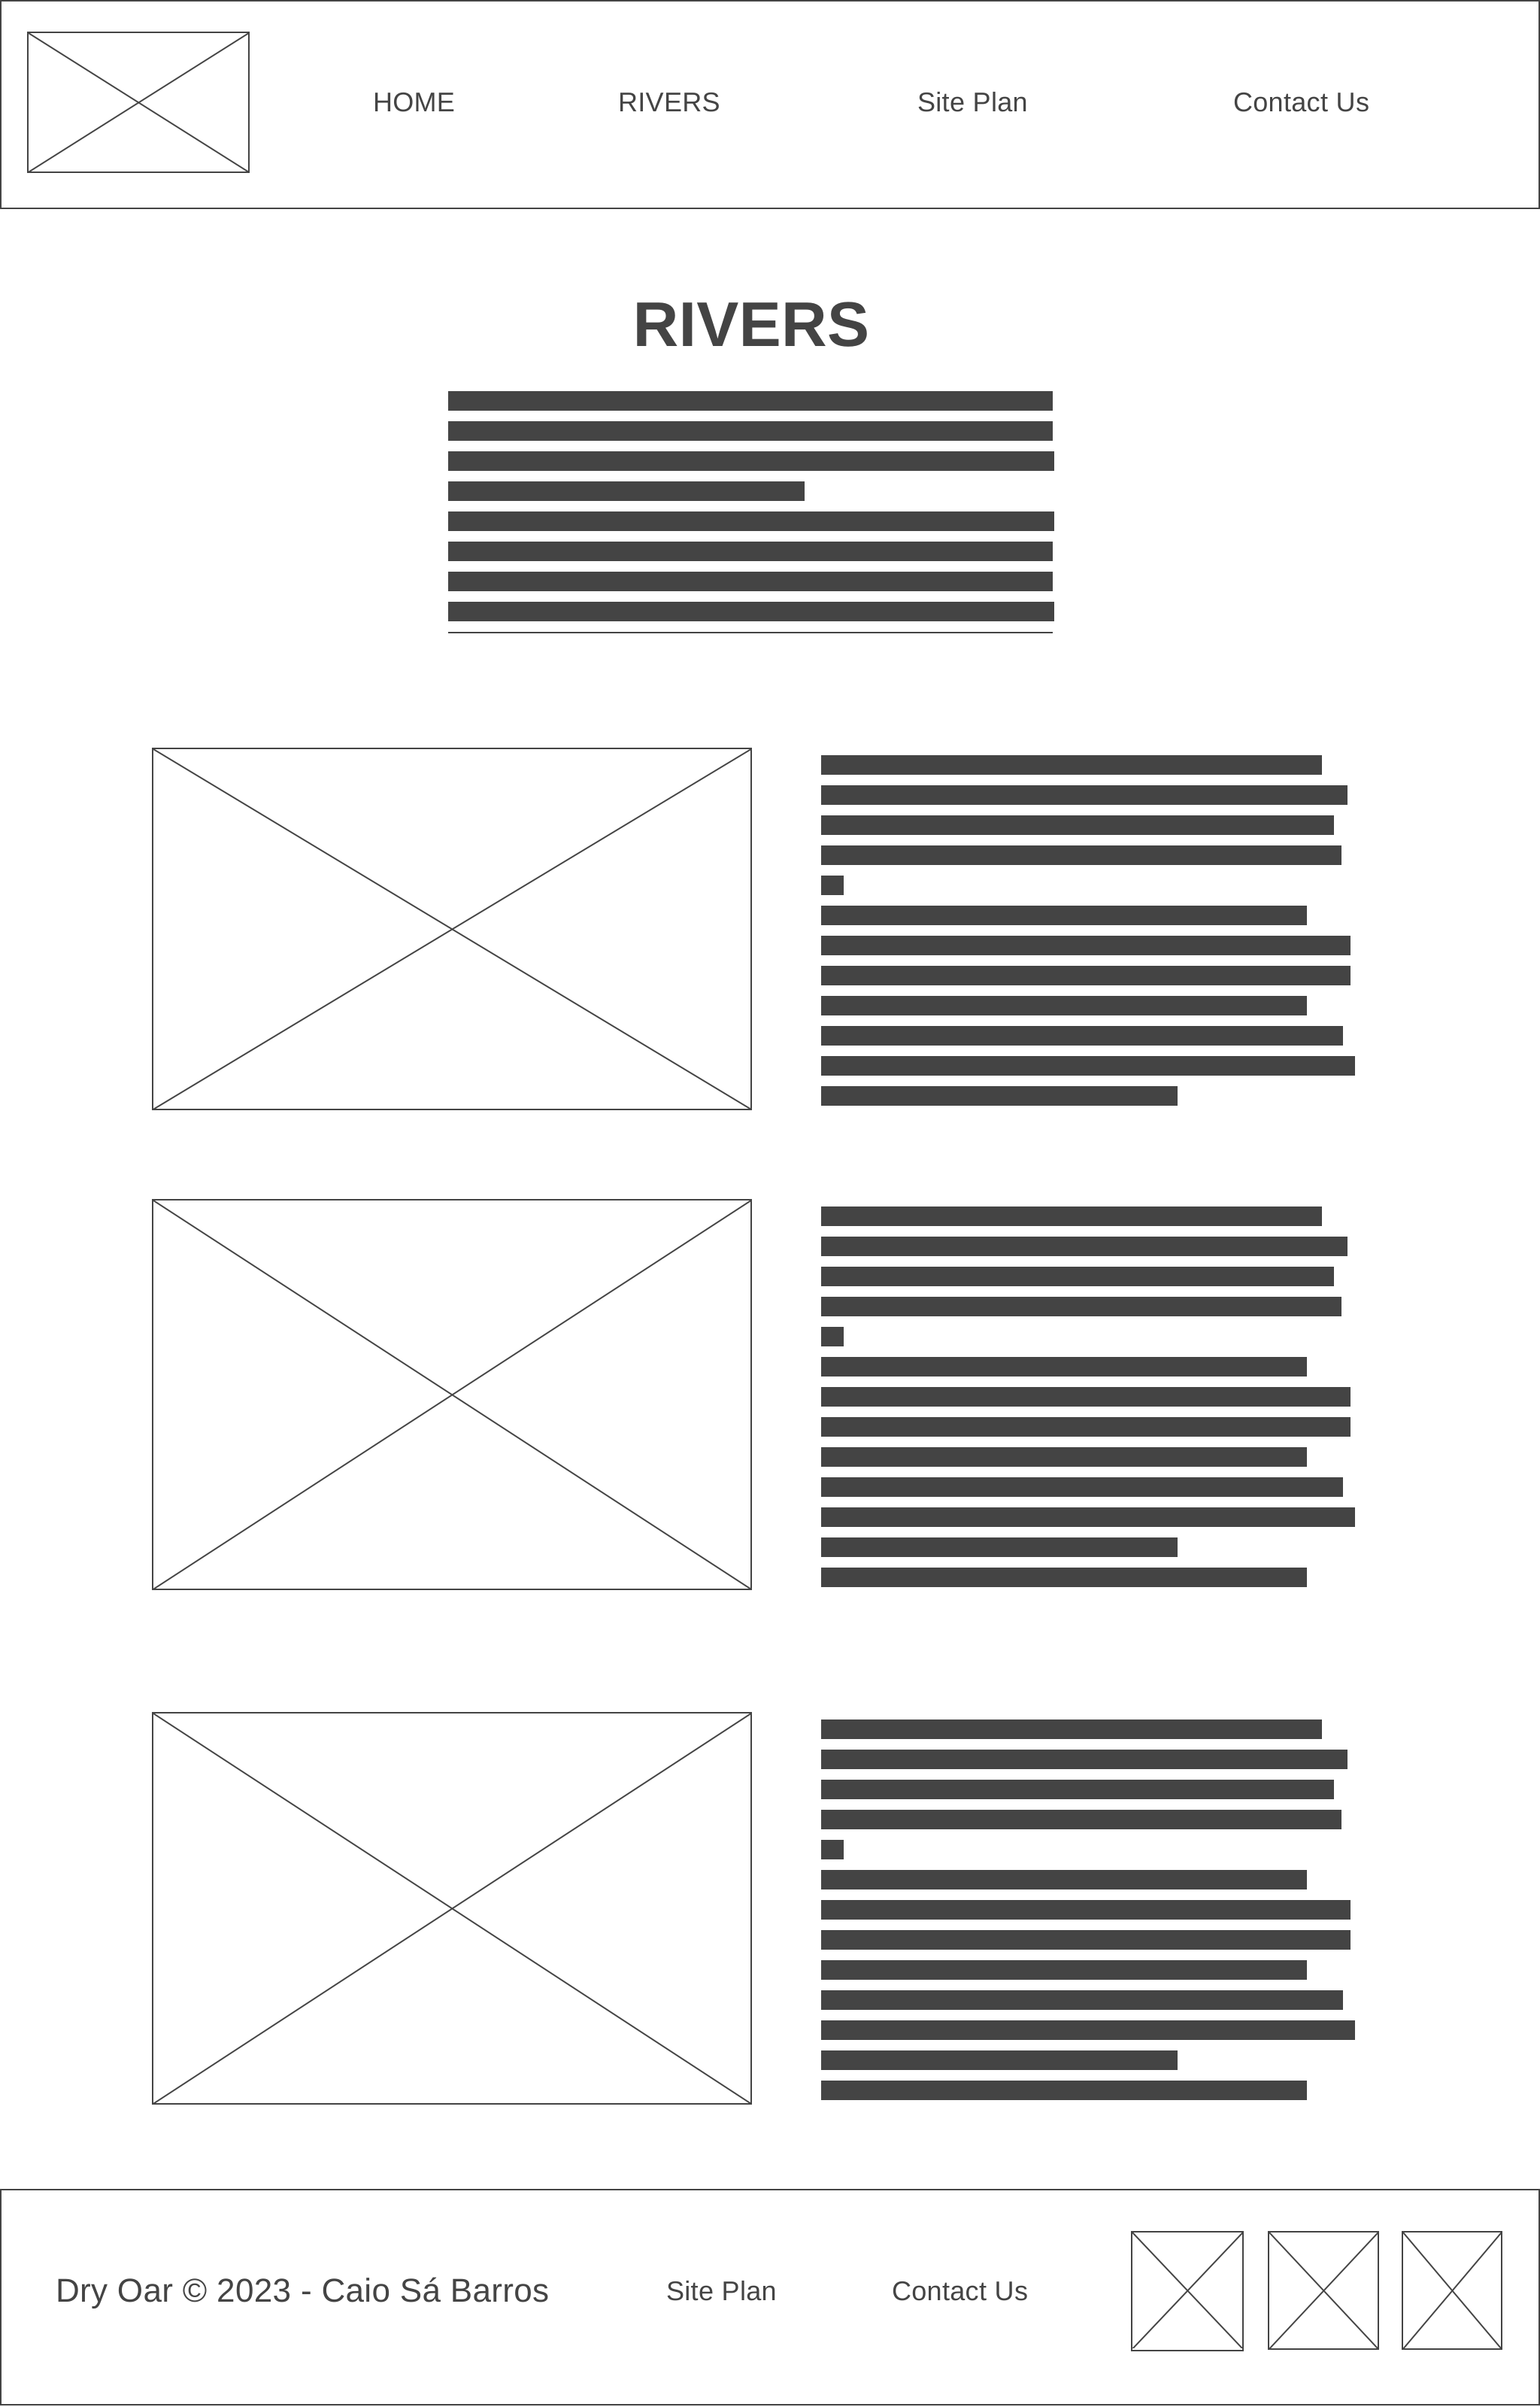 HOME RIVERS Site Plan Contact Us
RIVERS
Dry Oar © 2023 - Caio Sá Barros Site Plan Contact Us